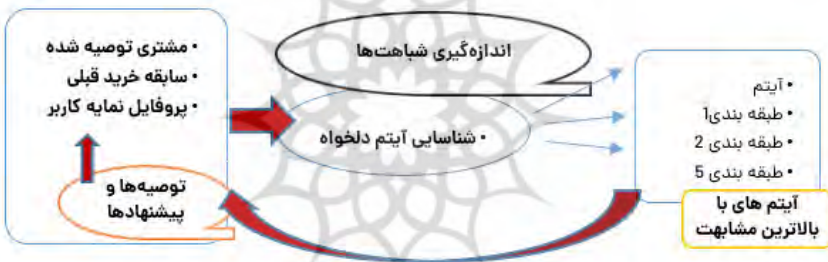 اندازه‌گیری شباهت‌ها
• مشتری توصیه شده
• سابقه خرید قبلی
• پروفایل نمایه کاربر
• شناسایی آیتم دلخواه
• آیتم
• طبقه بندی1
• طبقه بندی 2
• طبقه بندی 5
توصیه‌ها و
پیشنهادها
آیتم های با
بالاترین مشابهت